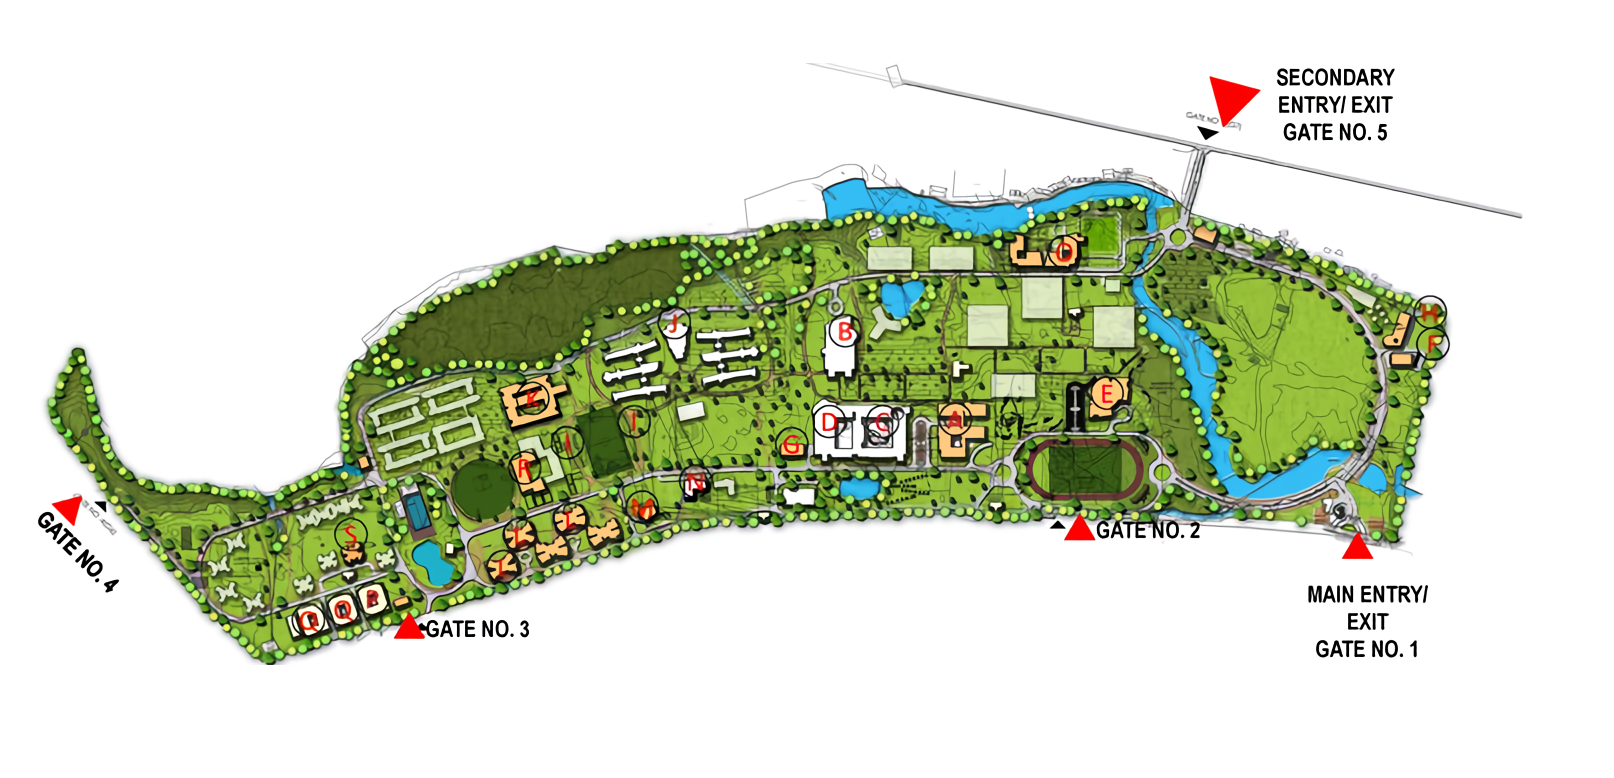 SECONDARY
ENTRY/ EXIT
GATE NO. 5
H
F
O
J
B
K
E
I
D
C
A
I
G
R
N
M
L
L
S
L
Q
Q
GATE NO. 4
GATE NO. 2
GATE NO. 3
MAIN ENTRY/
EXIT
GATE NO. 1